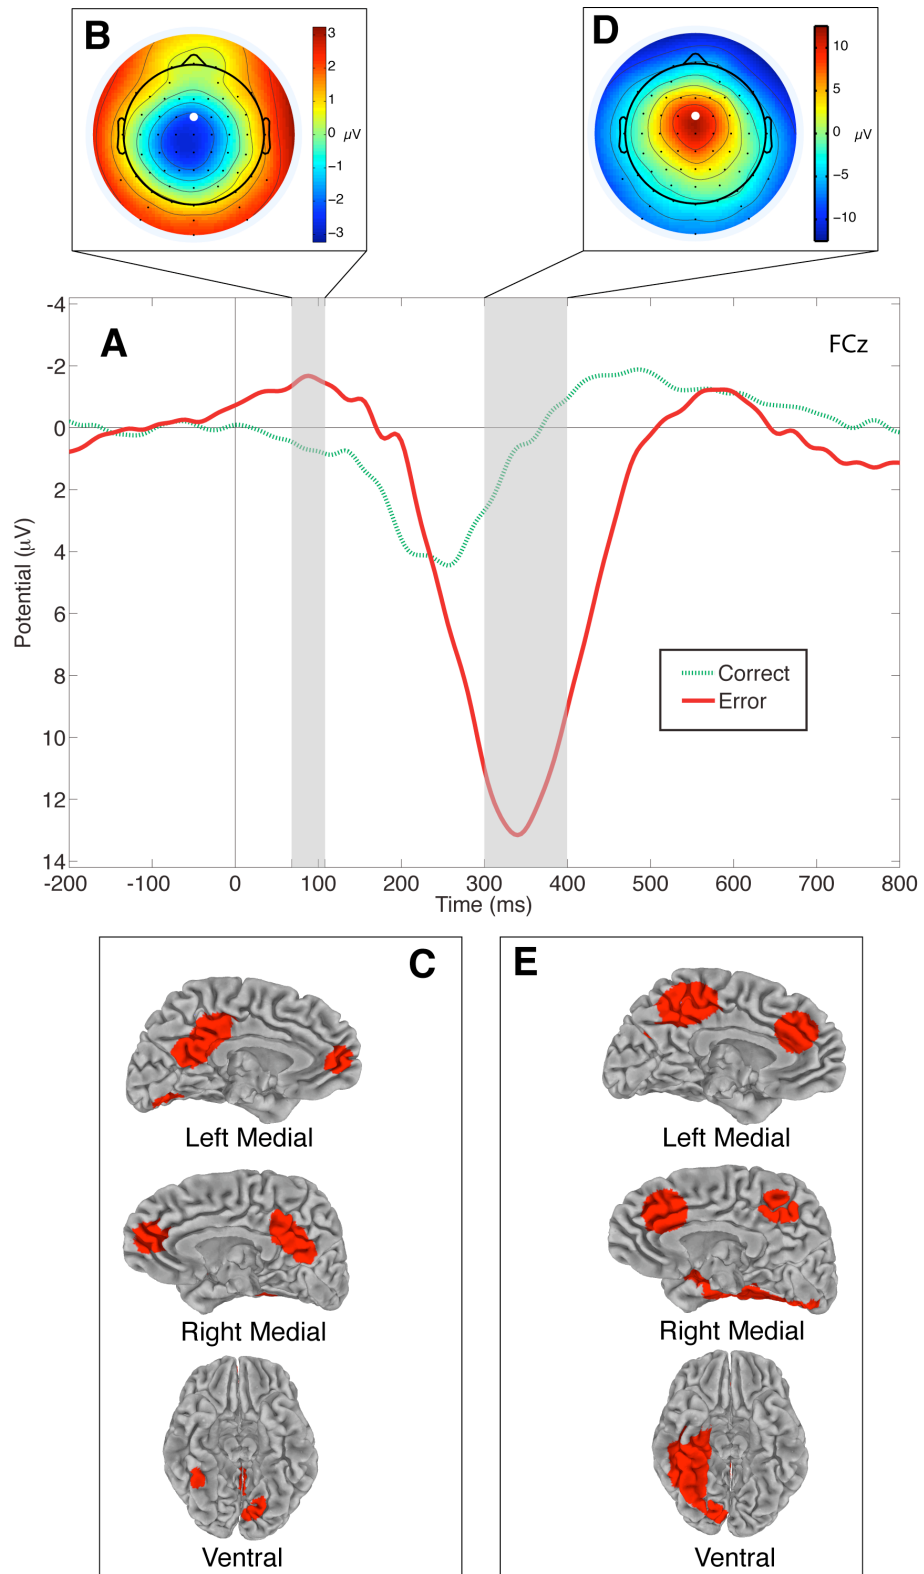 B
3
2
1
0 µV
−1
−2
−3
D
10
5
0 µV
−5
−10
A
FCz
-4
-2
0
2
4
6
8
10
12
14
Potential (µV)
-200 -100 0 100 200 300 400 500 600 700 800
Time (ms)
Correct
Error
C
Left Medial
Right Medial
Ventral
E
Left Medial
Right Medial
Ventral